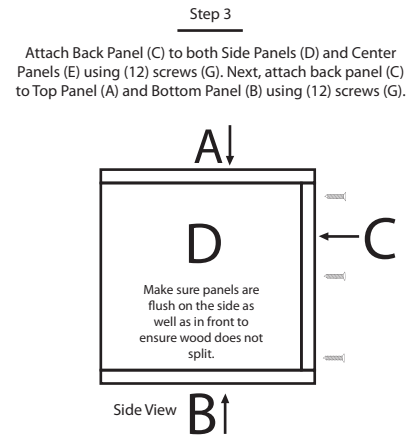 Step 3
Attach Back Panel (C) to both Side Panels (D) and Center
Panels (E) using (12) screws (G). Next, attach back panel (C)
to Top Panel (A) and Bottom Panel (B) using (12) screws (G).
A
D
C
Make sure panels are
flush on the side as
well as in front to
ensure wood does not
split.
Side View B